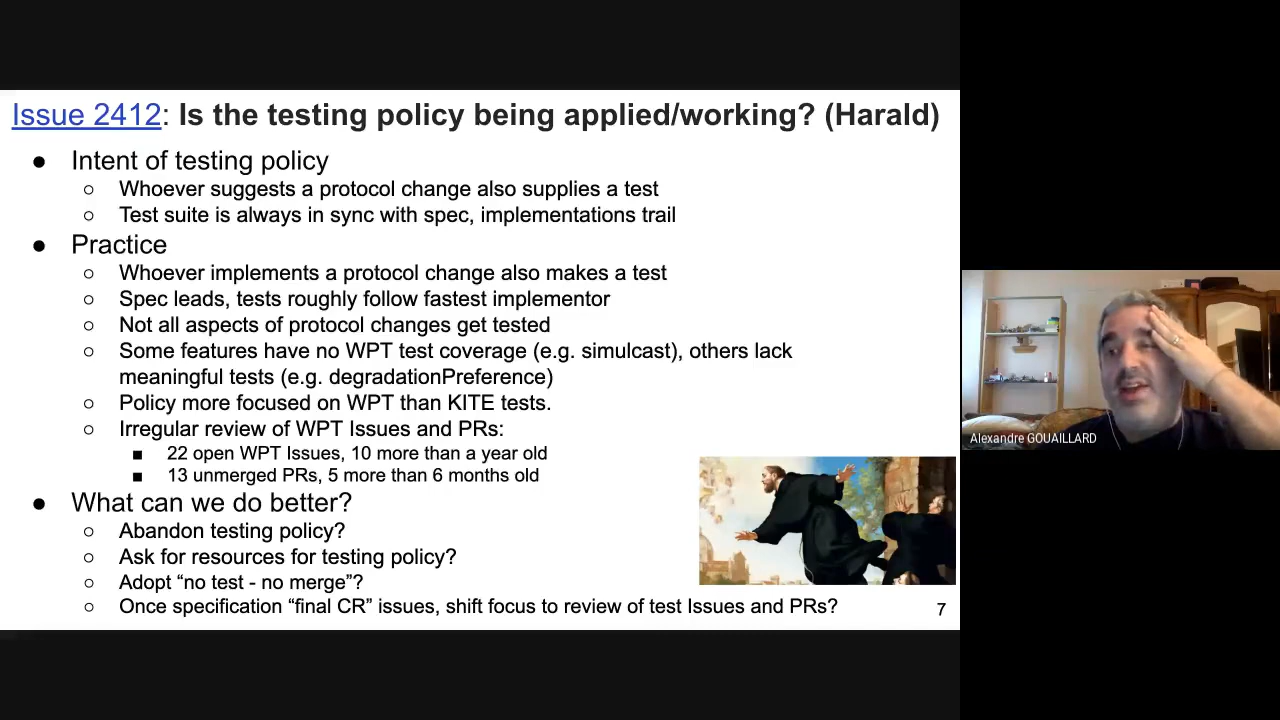 Issue 2412: Is the testing policy being applied/working? (Harald)
● Intent of testing policy
○ Whoever suggests a protocol change also supplies a test
○ Test suite is always in sync with spec, implementations trail
● Practice
○ Whoever implements a protocol change also makes a test
○ Spec leads, tests roughly follow fastest implementor
○ Not all aspects of protocol changes get tested
○ Some features have no WPT test coverage (e.g. simulcast), others lack
meaningful tests (e.g. degradationPreference)
○ Policy more focused on WPT than KITE tests.
○ Irregular review of WPT Issues and PRs:
■ 22 open WPT Issues, 10 more than a year old
■ 13 unmerged PRs, 5 more than 6 months old
● What can we do better?
○ Abandon testing policy?
○ Ask for resources for testing policy?
○ Adopt “no test - no merge”?
○ Once specification “final CR” issues, shift focus to review of test Issues and PRs?
7
Alexandre GOUAILLARD